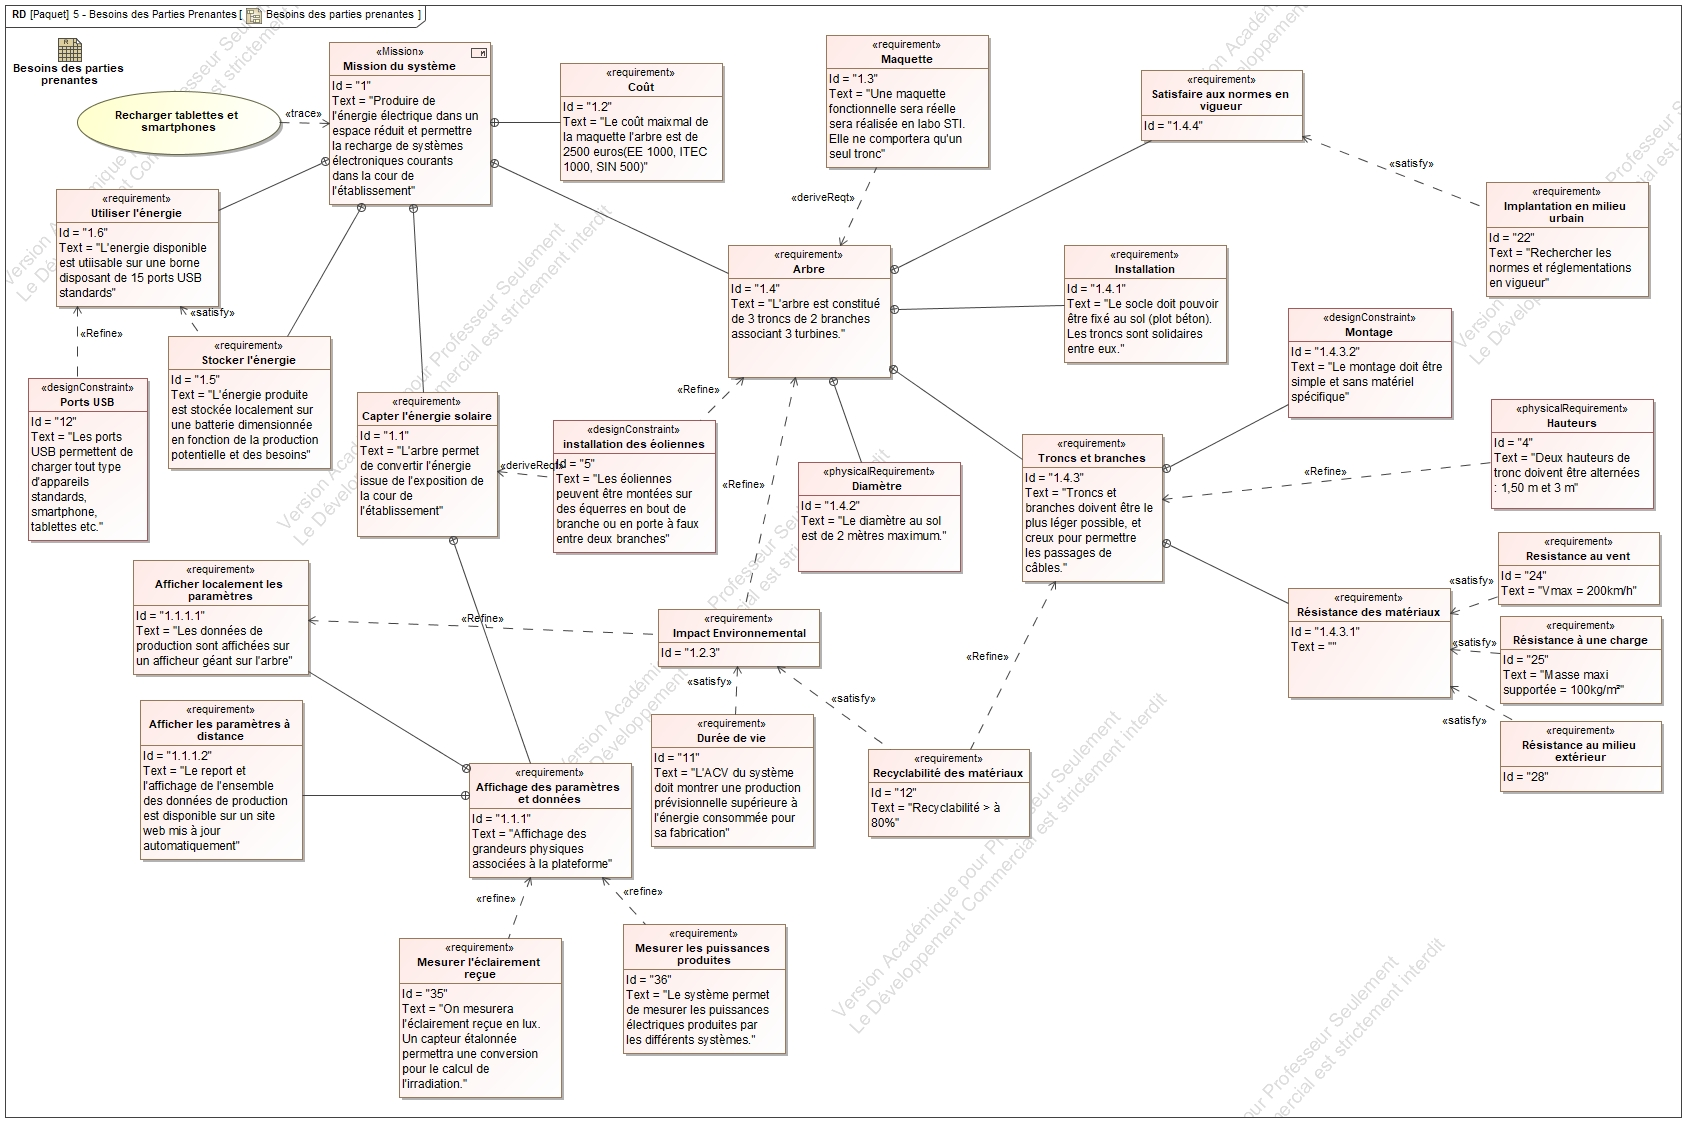 RD [Paquet] 5 - Besoins des Parties Prenantes [ Besoins des parties prenantes ]
Besoins des parties
prenantes
Recharger tablettes et
smartphones
«trace»
«Mission»
Mission du système
Id = "1"
Text = "Produire de
l'énergie électrique dans un
espace réduit et permettre
la recharge de systèmes
électroniques courants
dans la cour de
l'établissement"
«requirement»
Coût
Id = "1.2"
Text = "Le coût maixmal de
la maquette l'arbre est de
2500 euros(EE 1000, ITEC
1000, SIN 500)"
«requirement»
Maquette
Id = "1.3"
Text = "Une maquette
fonctionnelle sera réelle
sera réalisée en labo STI.
Elle ne comportera qu'un
seul tronc"
«deriveReqt»
«requirement»
Satisfaire aux normes en
vigueur
Id = "1.4.4"
«satisfy»
«requirement»
Implantation en milieu
urbain
Id = "22"
Text = "Rechercher les
normes et réglementations
en vigueur"
«requirement»
Utiliser l'énergie
Id = "1.6"
Text = "L'energie disponible
est utiisable sur une borne
disposant de 15 ports USB
standards"
«Refine»
«satisfy»
«requirement»
Arbre
Id = "1.4"
Text = "L'arbre est constitué
de 3 troncs de 2 branches
associant 3 turbines."
«requirement»
Installation
Id = "1.4.1"
Text = "Le socle doit pouvoir
être fixé au sol (plot béton).
Les troncs sont solidaires
entre eux."
«designConstraint»
Montage
Id = "1.4.3.2"
Text = "Le montage doit être
simple et sans matériel
spécifique"
«requirement»
Stocker l'énergie
Id = "1.5"
Text = "L'énergie produite
est stockée localement sur
une batterie dimensionnée
en fonction de la production
potentielle et des besoins"
«designConstraint»
Ports USB
Id = "12"
Text = "Les ports
USB permettent de
charger tout type
d'appareils
standards,
smartphone,
tablettes etc."
«requirement»
Capter l'énergie solaire
Id = "1.1"
Text = "L'arbre permet
de convertir l'énergie
issue de l'exposition de
la cour de
l'établissement"
«deriveReqt»
«Refine»
«designConstraint»
installation des éoliennes
Id = "5"
Text = "Les éoliennes
peuvent être montées sur
des équerres en bout de
branche ou en porte à faux
entre deux branches"
«Refine»
«physicalRequirement»
Diamètre
Id = "1.4.2"
Text = "Le diamètre au sol
est de 2 mètres maximum."
«requirement»
Troncs et branches
Id = "1.4.3"
Text = "Troncs et
branches doivent être le
plus léger possible, et
creux pour permettre
les passages de
câbles."
«Refine»
«physicalRequirement»
Hauteurs
Id = "4"
Text = "Deux hauteurs de
tronc doivent être alternées
: 1,50 m et 3 m"
«requirement»
Resistance au vent
Id = "24"
Text = "Vmax = 200km/h"
«satisfy»
«requirement»
Résistance des matériaux
Id = "1.4.3.1"
Text = ""
«satisfy»
«requirement»
Résistance à une charge
Id = "25"
Text = "Masse maxi
supportée = 100kg/m²"
«satisfy»
«requirement»
Résistance au milieu
extérieur
Id = "28"
«requirement»
Afficher localement les
paramètres
Id = "1.1.1.1"
Text = "Les données de
production sont affichées sur
un afficheur géant sur l'arbre"
«Refine»
«requirement»
Impact Environnemental
Id = "1.2.3"
«satisfy»
«satisfy»
«Refine»
«requirement»
Afficher les paramètres à
distance
Id = "1.1.1.2"
Text = "Le report et
l'affichage de l'ensemble
des données de production
est disponible sur un site
web mis à jour
automatiquement"
«requirement»
Affichage des paramètres
et données
Id = "1.1.1"
Text = "Affichage des
grandeurs physiques
associées à la plateforme"
«requirement»
Durée de vie
Id = "11"
Text = "L'ACV du système
doit montrer une production
prévisionnelle supérieure à
l'énergie consommée pour
sa fabrication"
«requirement»
Recyclabilité des matériaux
Id = "12"
Text = "Recyclabilité > à
80%"
«refine»
«refine»
«requirement»
Mesurer l'éclairement
reçue
Id = "35"
Text = "On mesurera
l'éclairement reçue en lux.
Un capteur étalonnée
permettra une conversion
pour le calcul de
l'irradiation."
«requirement»
Mesurer les puissances
produites
Id = "36"
Text = "Le système permet
de mesurer les puissances
électriques produites par
les différents systèmes."
Version Académique pour Professeur Seulement
Le Développement Commercial est strictement interdit